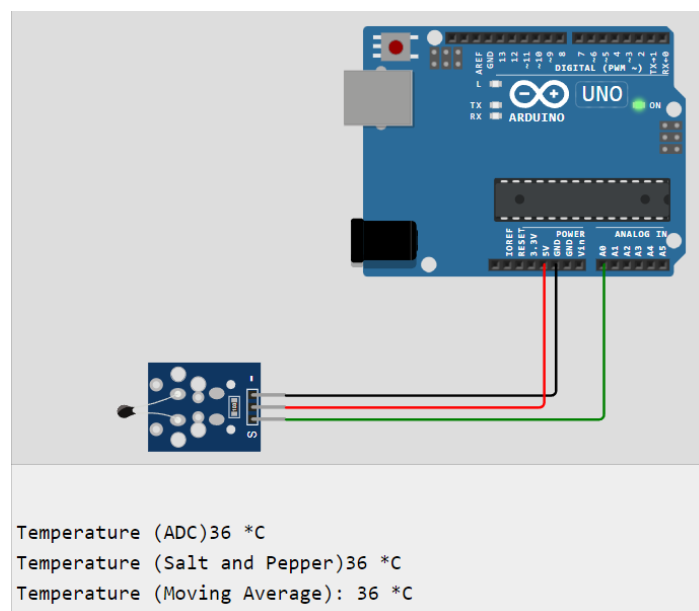 AREF
GND
13
12
~11
~10
~9
8
7
~6
~5
4
~3
2
TX→1
RX←0
DIGITAL (PWM ~)
L
TX
RX
ARDUINO
UNO
ON
IOREF
RESET
3.3V
5V
GND
GND
Vin
POWER
ANALOG IN
A0
A1
A2
A3
A4
A5
-
S
Temperature (ADC)36 *C
Temperature (Salt and Pepper)36 *C
Temperature (Moving Average): 36 *C